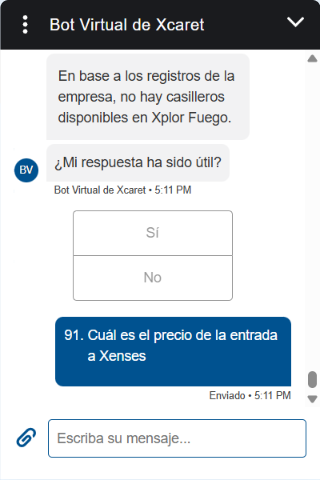 Bot Virtual de Xcaret
En base a los registros de la
empresa, no hay casilleros
disponibles en Xplor Fuego.
¿Mi respuesta ha sido útil?
BV
Bot Virtual de Xcaret • 5:11 PM
Sí
No
91. Cuál es el precio de la entrada
a Xenses
Enviado • 5:11 PM
Escriba su mensaje...